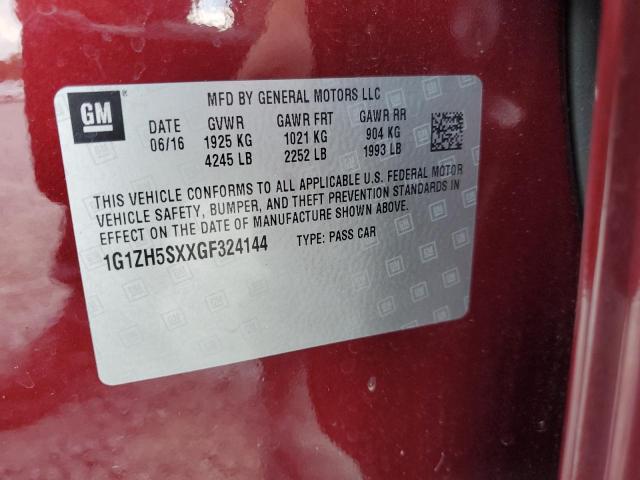 GM
MFD BY GENERAL MOTORS LLC
DATE GVWR GAWR FRT GAWR RR
06/16 1925 KG 1021 KG 904 KG
4245 LB 2252 LB 1993 LB
THIS VEHICLE CONFORMS TO ALL APPLICABLE U.S. FEDERAL MOTOR
VEHICLE SAFETY, BUMPER, AND THEFT PREVENTION STANDARDS IN
EFFECT ON THE DATE OF MANUFACTURE SHOWN ABOVE.
1G1ZH5SXXGF324144 TYPE: PASS CAR